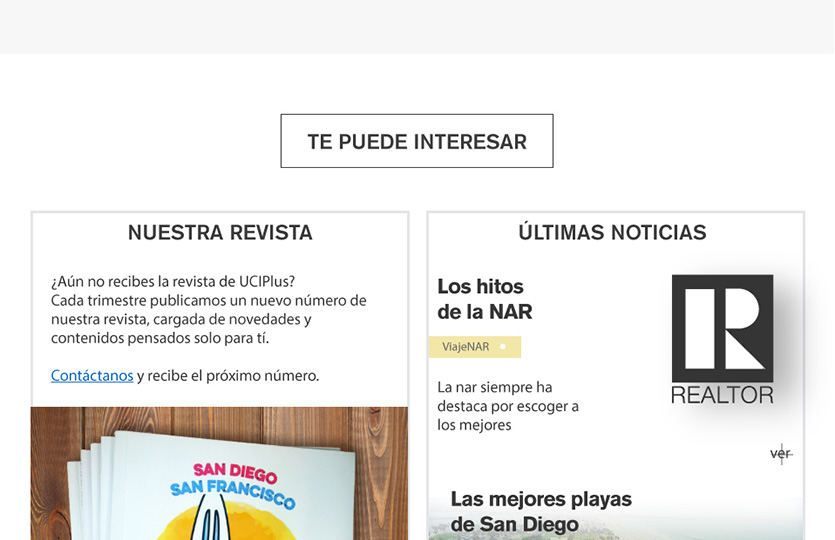 TE PUEDE INTERESAR
NUESTRA REVISTA
¿Aún no recibes la revista de UCIPlus?
Cada trimestre publicamos un nuevo número de
nuestra revista, cargada de novedades y
contenidos pensados solo para tí.
Contáctanos y recibe el próximo número.
SAN DIEGO
SAN FRANCISCO
ÚLTIMAS NOTICIAS
Los hitos
de la NAR
ViajeNAR
La nar siempre ha
destaca por escoger a
los mejores
R
REALTOR
ver
Las mejores playas
de San Diego